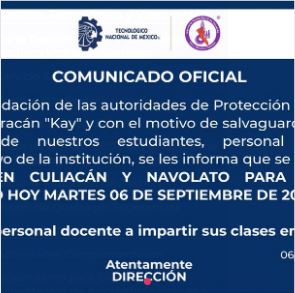 TECNOLÓGICO
NACIONAL DE MÉXICO
COMUNICADO OFICIAL
dación de las autoridades de Protección
racán "Kay" y con el motivo de salvaguar
de nuestros estudiantes, personal
vo de la institución, se les informa que se
EN CULIACÁN Y NAVOLATO PARA
O HOY MARTES 06 DE SEPTIEMBRE DE 20
personal docente a impartir sus clases en
06
Atentamente
DIRECCIÓN